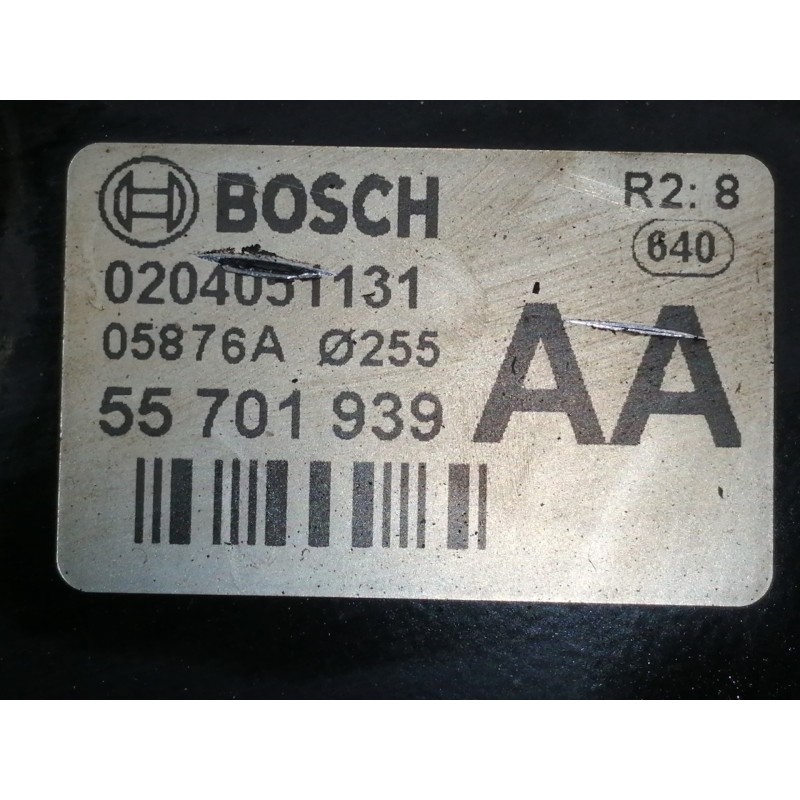 BOSCH R2: 8
640
0204051131
05876A Ø255
55 701 939 AA